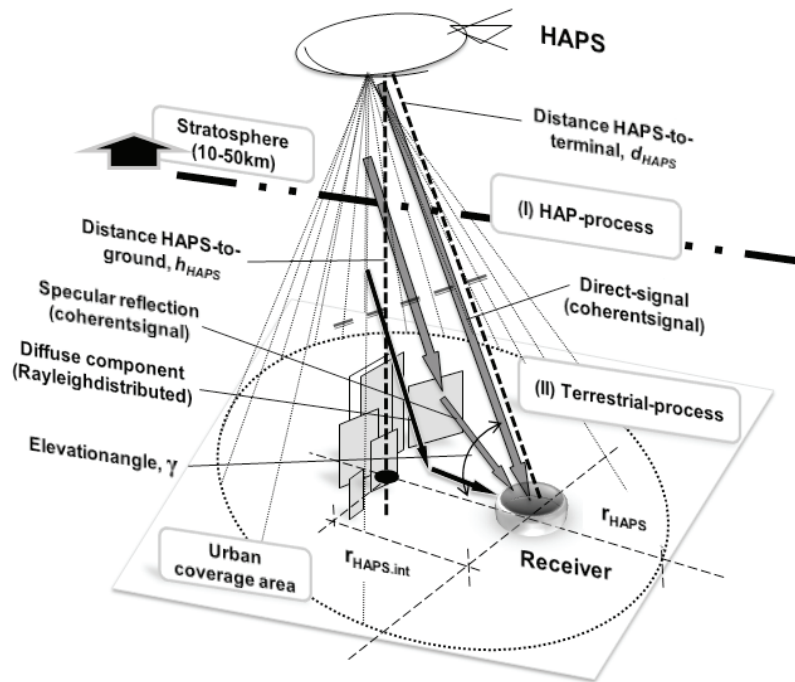 HAPS
Distance HAPS-to-
terminal, dHAPS
Stratosphere
(10-50km)
(I) HAP-process
Distance HAPS-to-
ground, hHAPS
Specular reflection
(coherentsignal)
Direct-signal
(coherentsignal)
Diffuse component
(Rayleighdistributed)
(II) Terrestrial-process
Elevationangle, γ
rHAPS
rHAPS.int
Receiver
Urban
coverage area